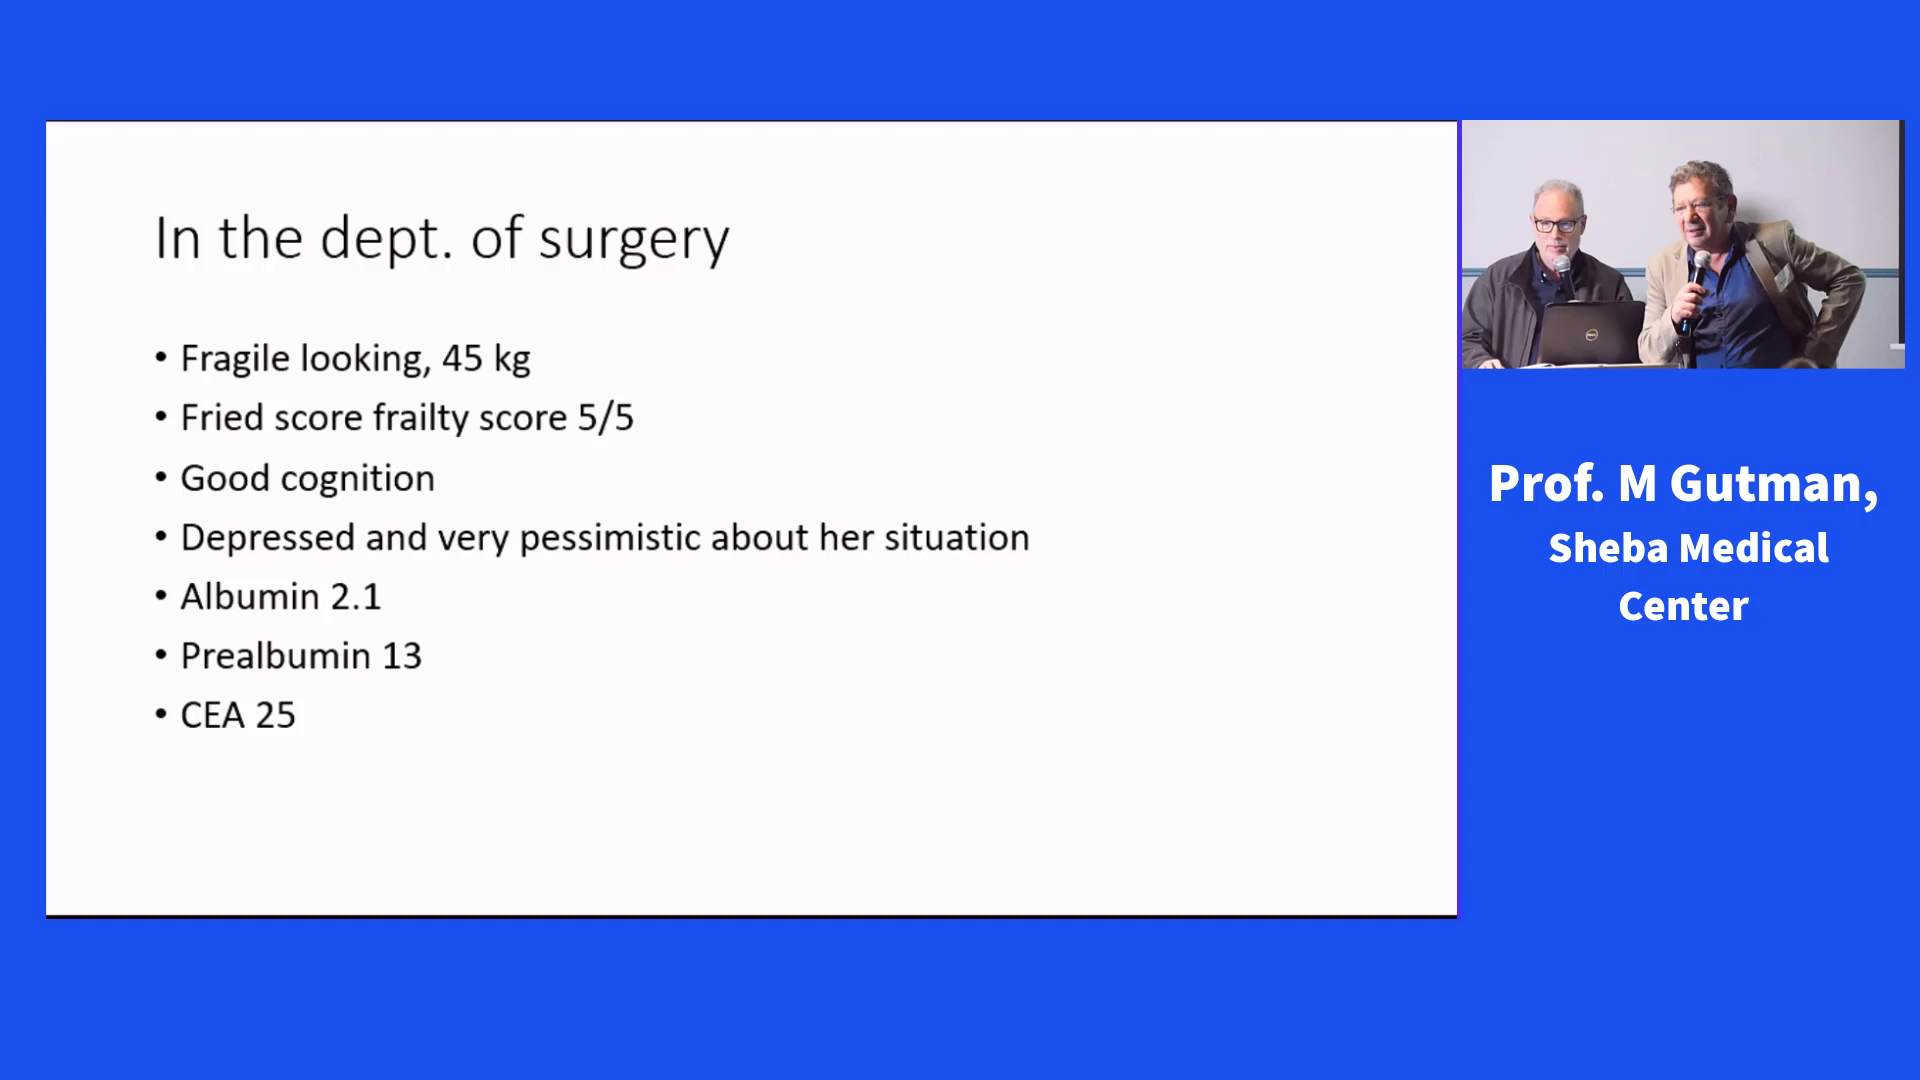 In the dept. of surgery
• Fragile looking, 45 kg
• Fried score frailty score 5/5
• Good cognition
• Depressed and very pessimistic about her situation
• Albumin 2.1
• Prealbumin 13
• CEA 25
Prof. M Gutman,
Sheba Medical
Center